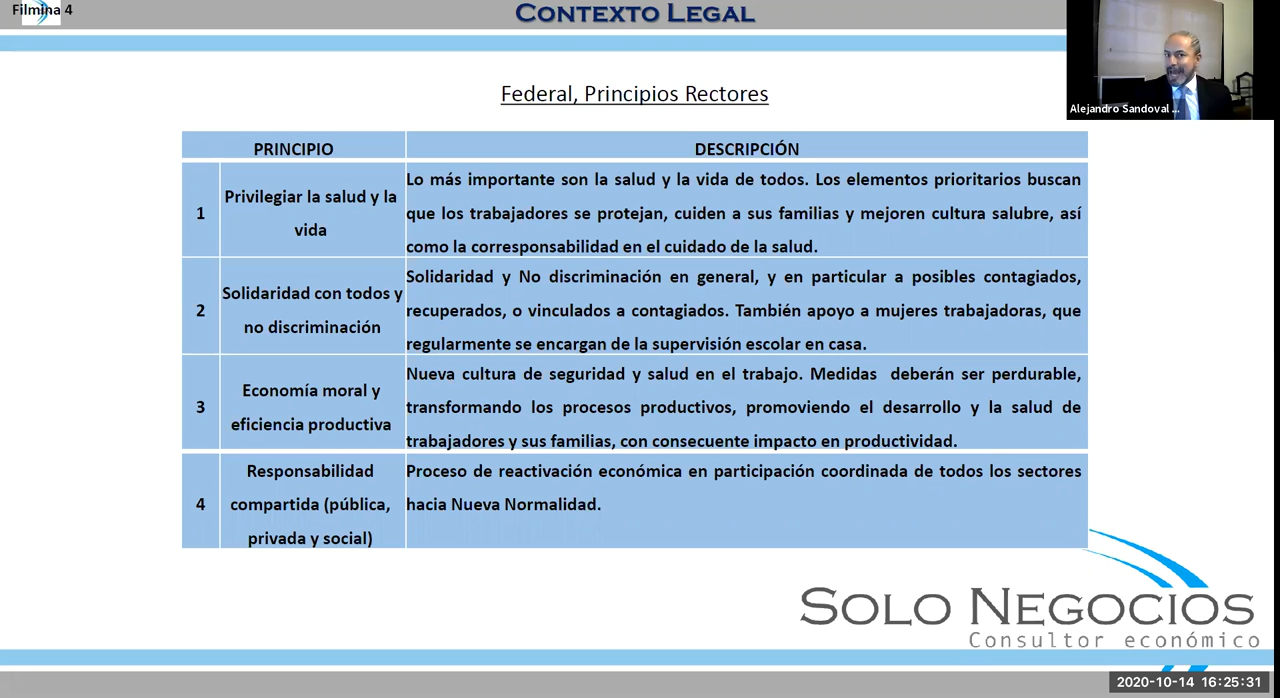 Filmina 4
CONTEXTO LEGAL
Alejandro Sandoval ...
Federal, Principios Rectores
PRINCIPIO
DESCRIPCIÓN
1
Privilegiar la salud y la
vida
Lo más importante son la salud y la vida de todos. Los elementos prioritarios buscan
que los trabajadores se protejan, cuiden a sus familias y mejoren cultura salubre, así
como la corresponsabilidad en el cuidado de la salud.
2
Solidaridad con todos y
no discriminación
Solidaridad y No discriminación en general, y en particular a posibles contagiados,
recuperados, o vinculados a contagiados. También apoyo a mujeres trabajadoras, que
regularmente se encargan de la supervisión escolar en casa.
3
Economía moral y
eficiencia productiva
Nueva cultura de seguridad y salud en el trabajo. Medidas deberán ser perdurable,
transformando los procesos productivos, promoviendo el desarrollo y la salud de
trabajadores y sus familias, con consecuente impacto en productividad.
4
Responsabilidad
compartida (pública,
privada y social)
Proceso de reactivación económica en participación coordinada de todos los sectores
hacia Nueva Normalidad.
SOLO NEGOCIOS
Consultor económico
2020-10-14 16:25:31